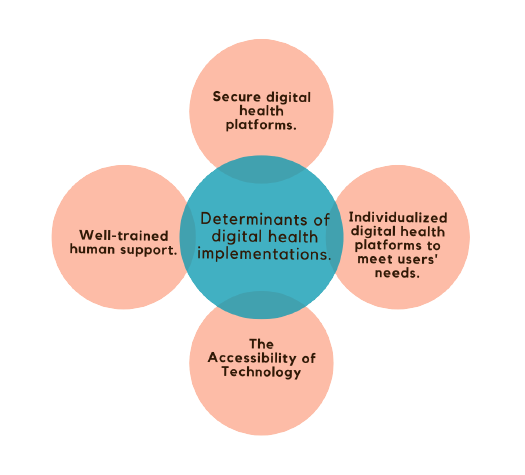 Secure digital
health
platforms.
Well-trained
human support.
Determinants of
digital health
implementations.
Individualized
digital health
platforms to
meet users'
needs.
The
Accessibility of
Technology